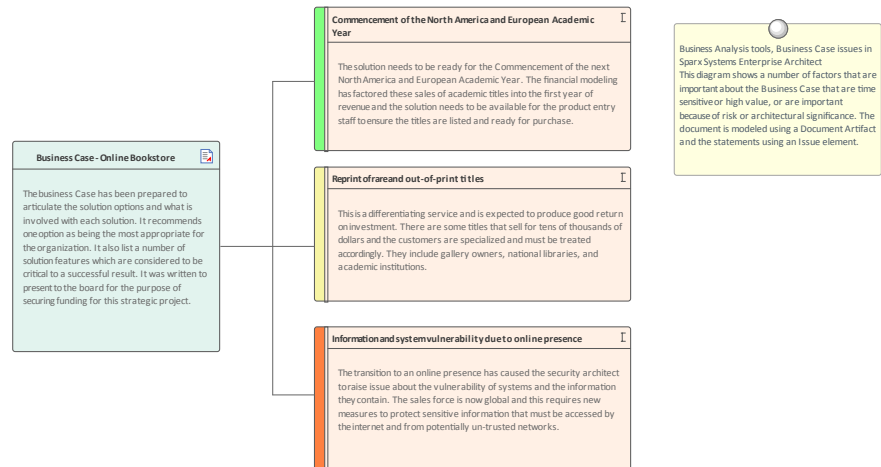 Commencement of the North America and European Academic
Year
The solution needs to be ready for the Commencement of the next
North America and European Academic Year. The financial modeling
has factored these sales of academic titles into the first year of
revenue and the solution needs to be available for the product entry
staff to ensure the titles are listed and ready for purchase.
Business Analysis tools, Business Case issues in
Sparx Systems Enterprise Architect
This diagram shows a number of factors that are
important about the Business Case that are time
sensitive or high value, or are important
because of risk or architectural significance. The
document is modeled using a Document Artifact
and the statements using an Issue element.
Business Case - Online Bookstore
The business Case has been prepared to
articulate the solution options and what is
involved with each solution. It recommends
one option as being the most appropriate for
the organization. It also list a number of
solution features which are considered to be
critical to a successful result. It was written to
present to the board for the purpose of
securing funding for this strategic project.
Reprint of rare and out-of-print titles
This is a differentiating service and is expected to produce good return
on investment. There are some titles that sell for tens of thousands of
dollars and the customers are specialized and must be treated
accordingly. They include gallery owners, national libraries, and
academic institutions.
Information and system vulnerability due to online presence
The transition to an online presence has caused the security architect
to raise issue about the vulnerability of systems and the information
they contain. The sales force is now global and this requires new
measures to protect sensitive information that must be accessed by
the internet and from potentially un-trusted networks.